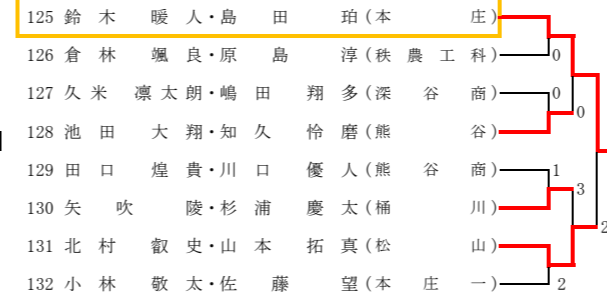 125 鈴木 暖人・島田 珀(本庄)
126 倉林 颯良・原島 淳(秩農工科) 0
127 久米 凛太朗・嶋田 翔多(深谷商) 0
0
128 池田 大翔・知久 怜磨(熊谷)
129 田口 煌貴・川口 優人(熊谷商) 1
3
130 矢吹 陵・杉浦 慶太(桶川)
2
131 北村 叡史・山本 拓真(松山)
132 小林 敬太・佐藤 望(本庄一) 2